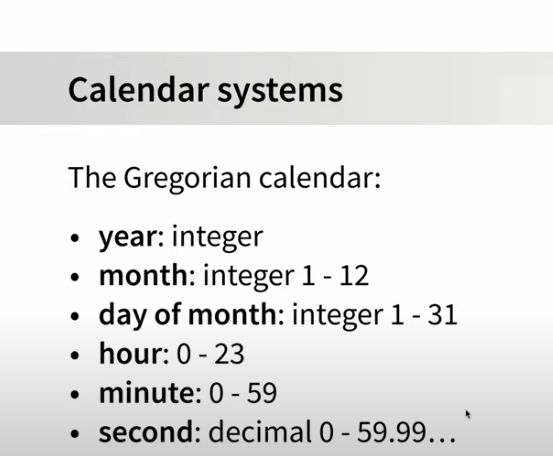 Calendar systems
The Gregorian calendar:
• year: integer
• month: integer 1 - 12
• day of month: integer 1 - 31
• hour: 0 - 23
• minute: 0 - 59
• second: decimal 0 - 59.99…